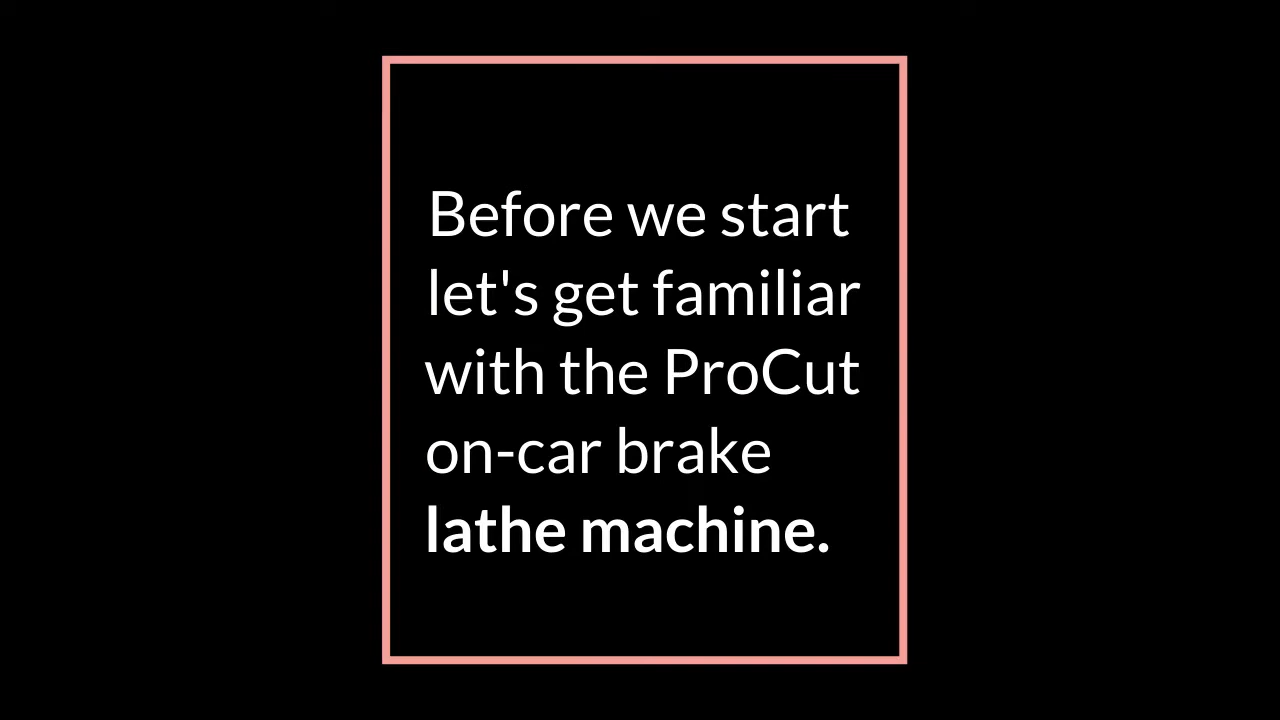 Before we start
let's get familiar
with the ProCut
on-car brake
lathe machine.